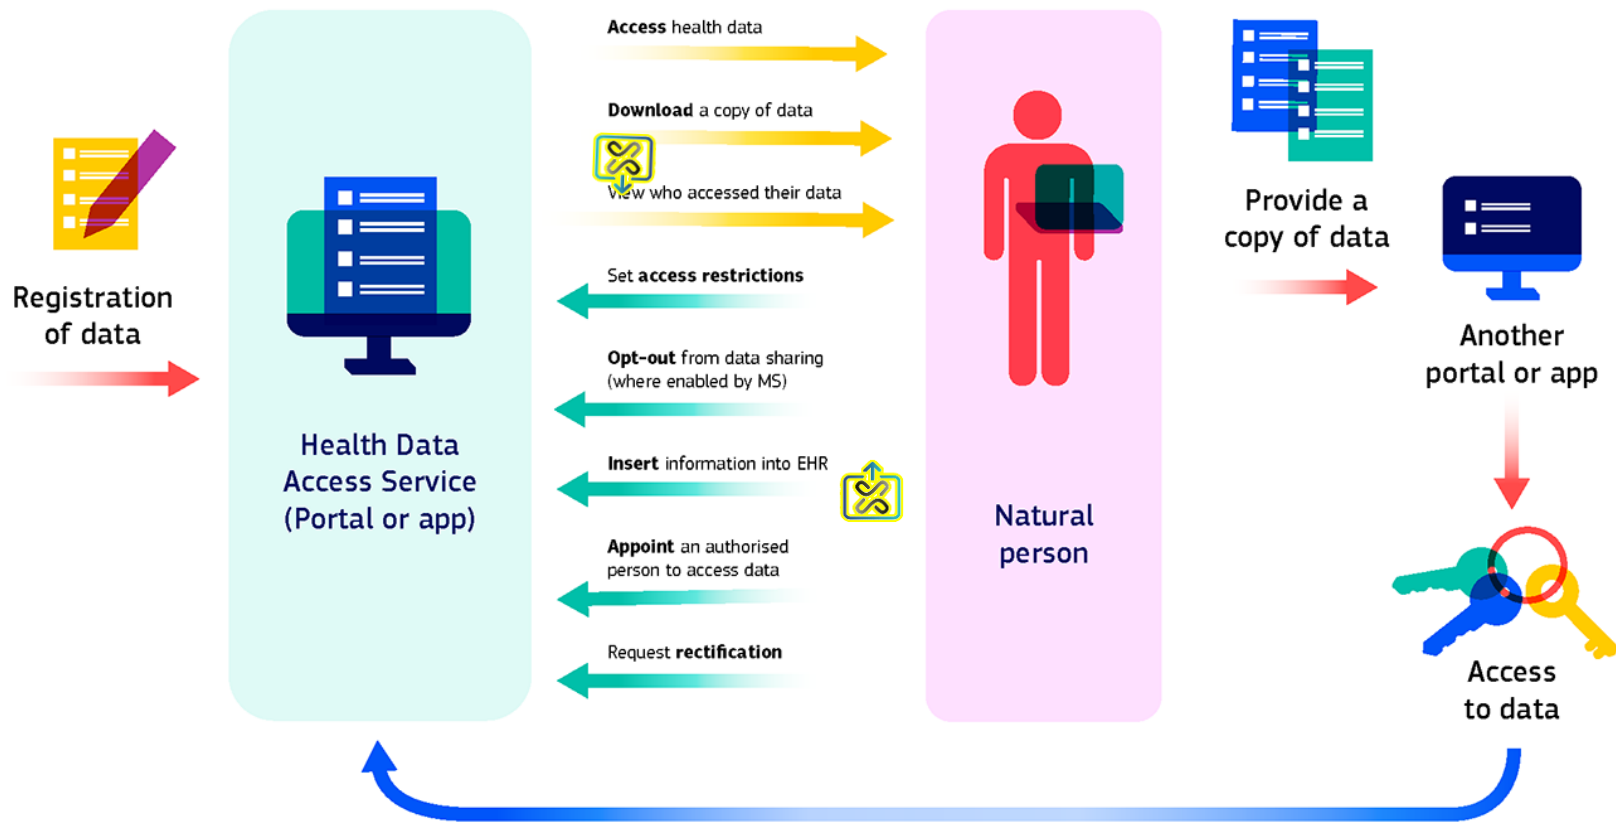 Registration
of data
Health Data
Access Service
(Portal or app)
Access health data
Download a copy of data
View who accessed their data
Set access restrictions
Opt-out from data sharing
(where enabled by MS)
Insert information into EHR
Appoint an authorised
person to access data
Request rectification
Natural
person
Provide a
copy of data
Another
portal or app
Access
to data